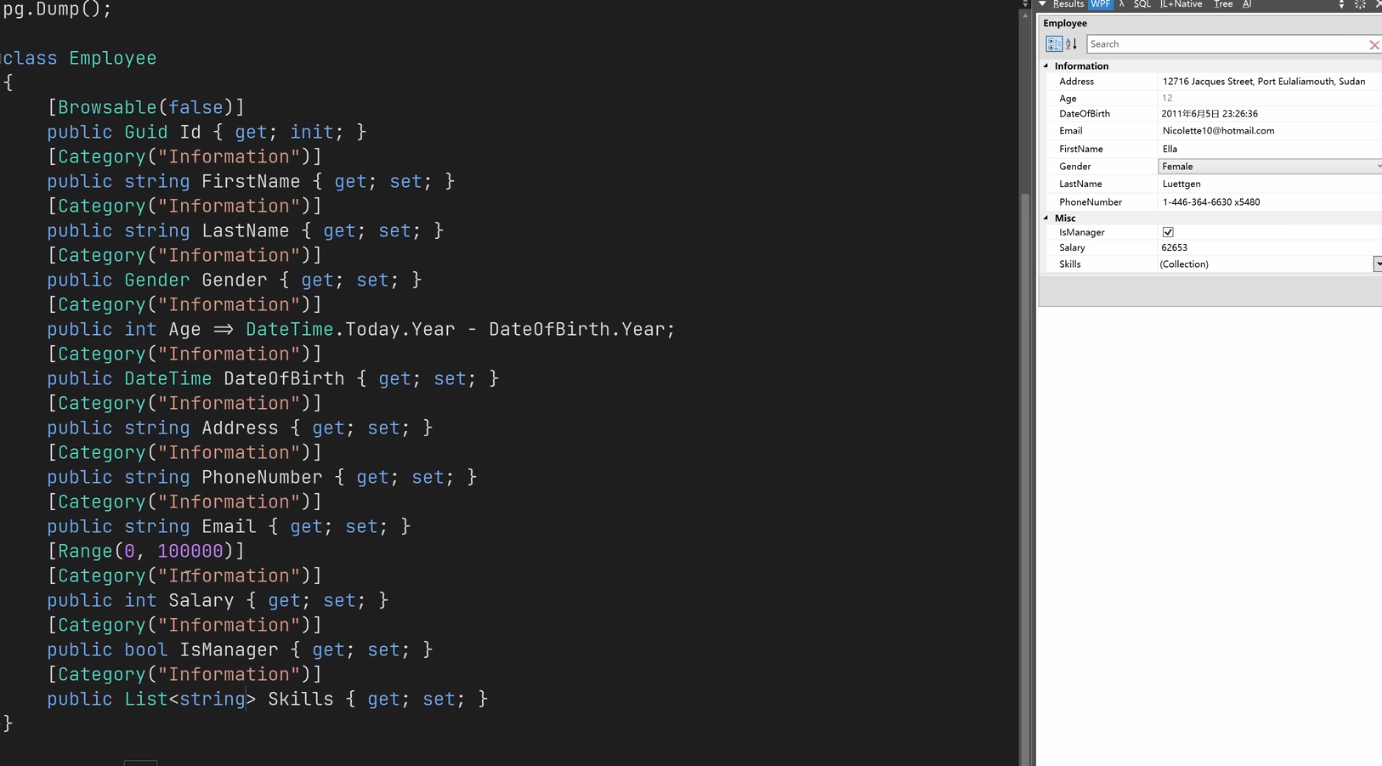 pg.Dump();
class Employee
{
[Browsable(false)]
public Guid Id { get; init; }
[Category("Information")]
public string FirstName { get; set; }
[Category("Information")]
public string LastName { get; set; }
[Category("Information")]
public Gender Gender { get; set; }
[Category("Information")]
public int Age => DateTime.Today.Year - DateOfBirth.Year;
[Category("Information")]
public DateTime DateOfBirth { get; set; }
[Category("Information")]
public string Address { get; set; }
[Category("Information")]
public string PhoneNumber { get; set; }
[Category("Information")]
public string Email { get; set; }
[Range(0, 100000)]
[Category("Information")]
public int Salary { get; set; }
[Category("Information")]
public bool IsManager { get; set; }
[Category("Information")]
public List<string> Skills { get; set; }
}
Results WPF λ SQL IL+Native Tree AI
Employee
Search
Information
Address 12716 Jacques Street, Port Eulaliamouth, Sudan
Age 12
DateOfBirth 2011年6月5日 23:26:36
Email Nicolette10@hotmail.com
FirstName Ella
Gender Female
LastName Luettgen
PhoneNumber 1-446-364-6630 x5480
Misc
IsManager
Salary 62653
Skills (Collection)